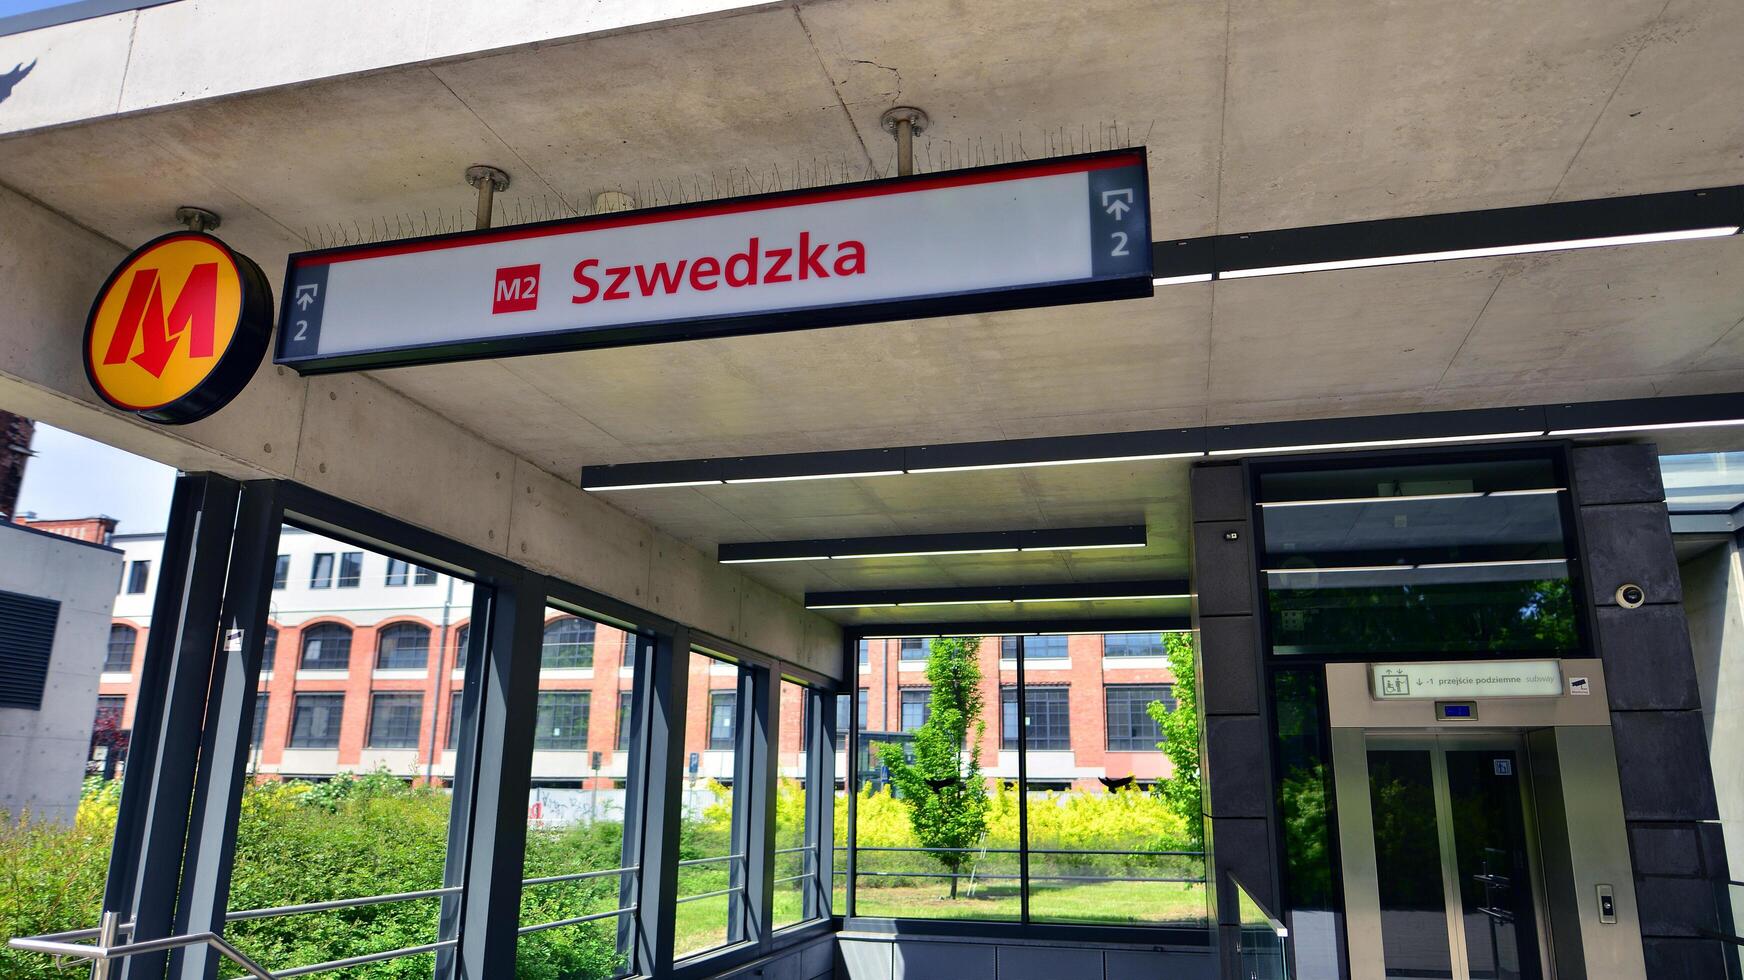 M
2
M2 Szwedzka
2
↓ -1 przejście podziemne subway